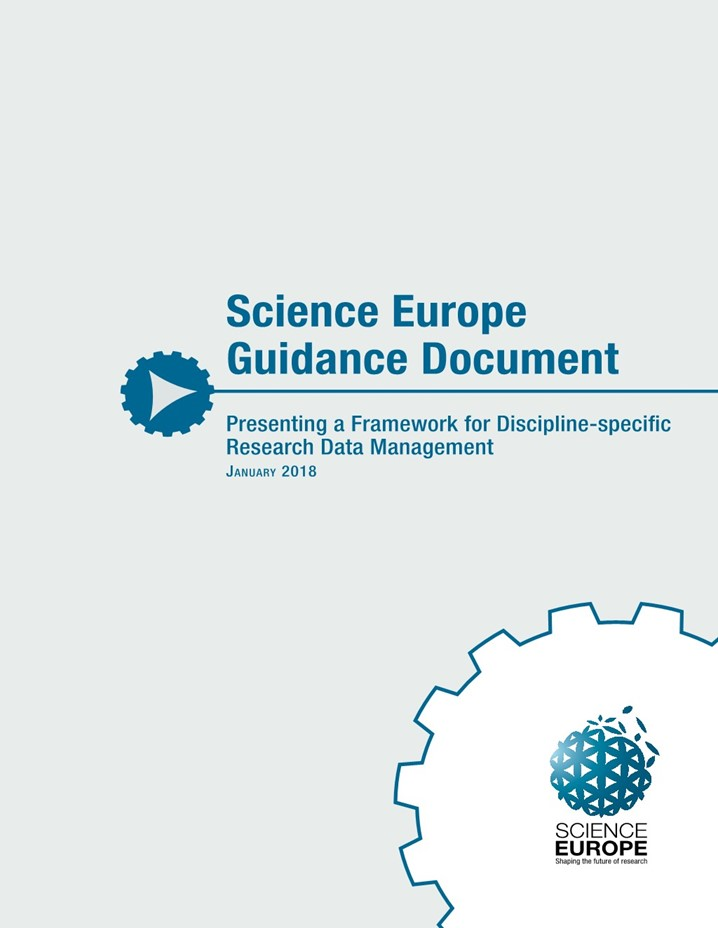 Science Europe
Guidance Document
Presenting a Framework for Discipline-specific
Research Data Management
January 2018
SCIENCE
EUROPE
Shaping the future of research